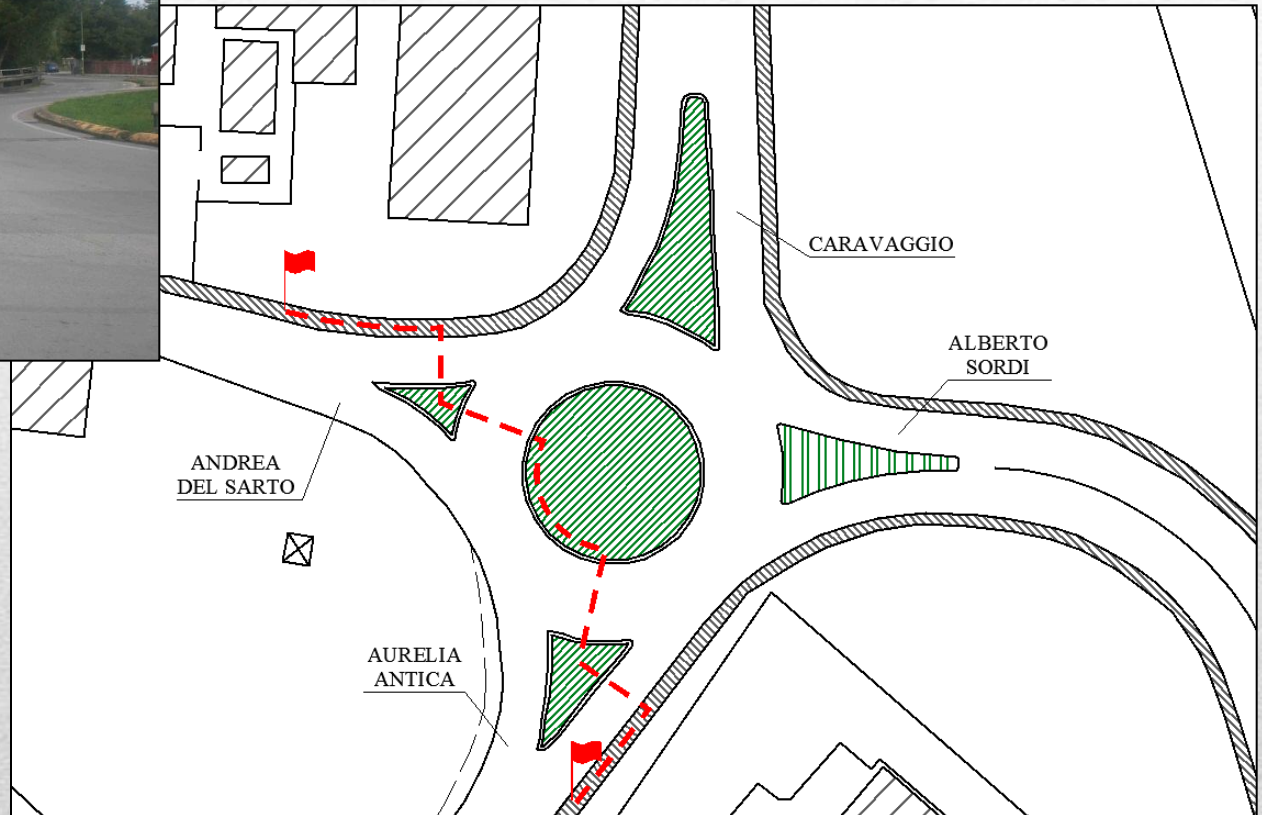 CARAVAGGIO
ALBERTO
SORDI
ANDREA
DEL SARTO
AURELIA
ANTICA